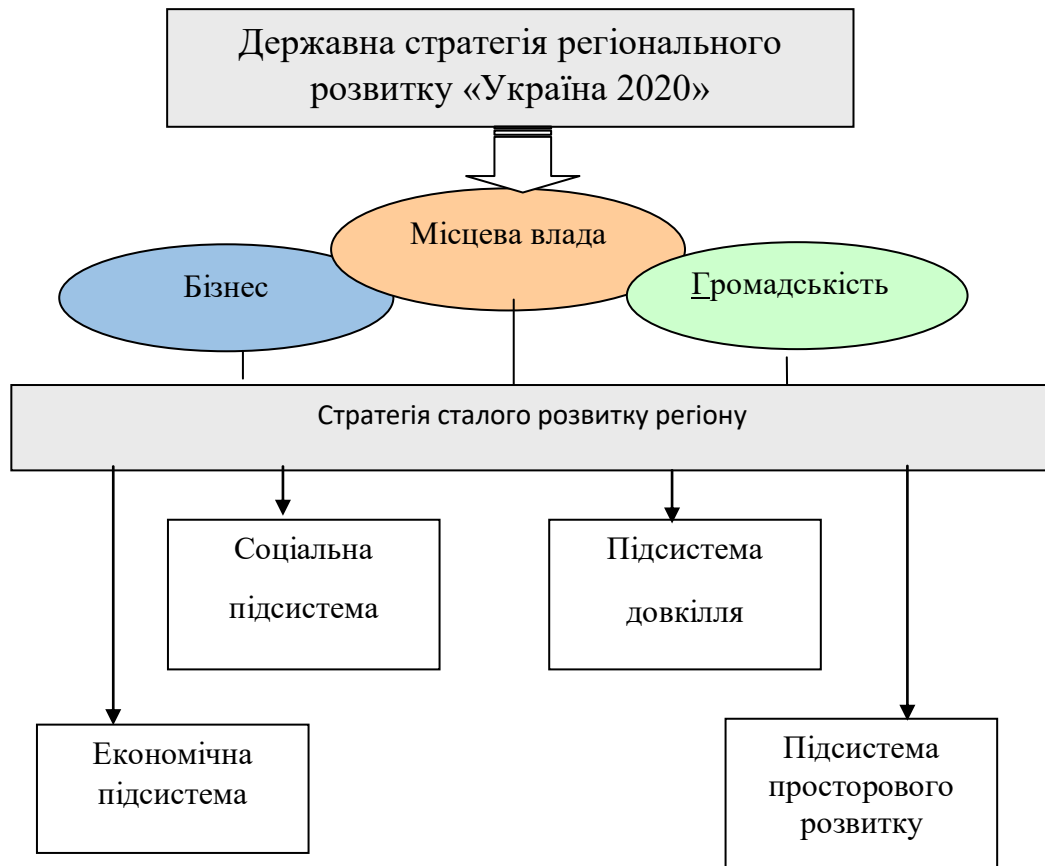 Державна стратегія регіонального
розвитку «Україна 2020»
Місцева влада
Бізнес
Громадськість
Стратегія сталого розвитку регіону
Соціальна
підсистема
Підсистема
довкілля
Економічна
підсистема
Підсистема
просторового
розвитку